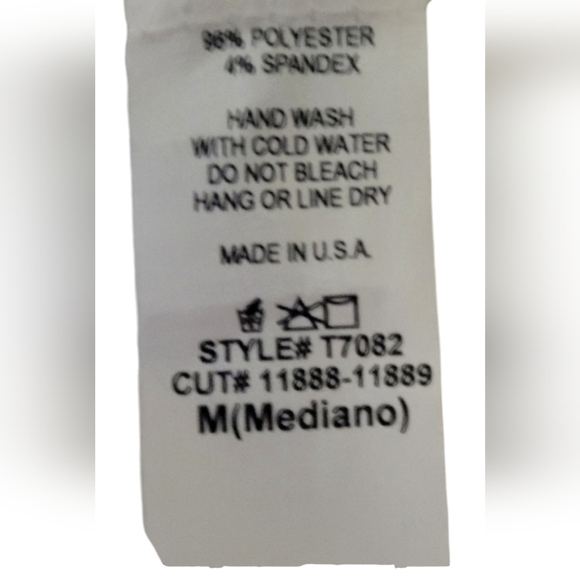 96% POLYESTER
4% SPANDEX
HAND WASH
WITH COLD WATER
DO NOT BLEACH
HANG OR LINE DRY
MADE IN U.S.A.
STYLE# T7082
CUT# 11888-11889
M(Mediano)